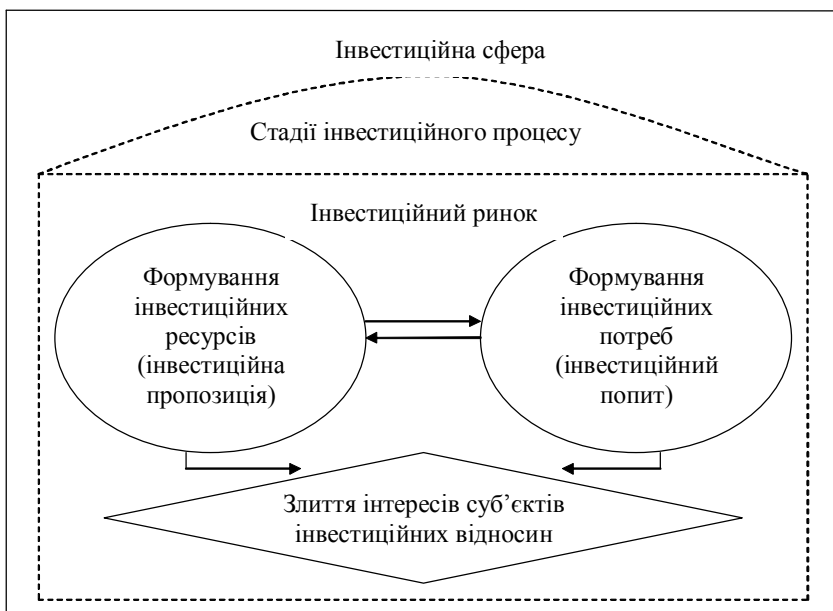 Інвестиційна сфера
Стадії інвестиційного процесу
Інвестиційний ринок
Формування
інвестиційних
ресурсів
(інвестиційна
пропозиція)
Формування
інвестиційних
потреб
(інвестиційний
попит)
Злиття інтересів суб’єктів
інвестиційних відносин